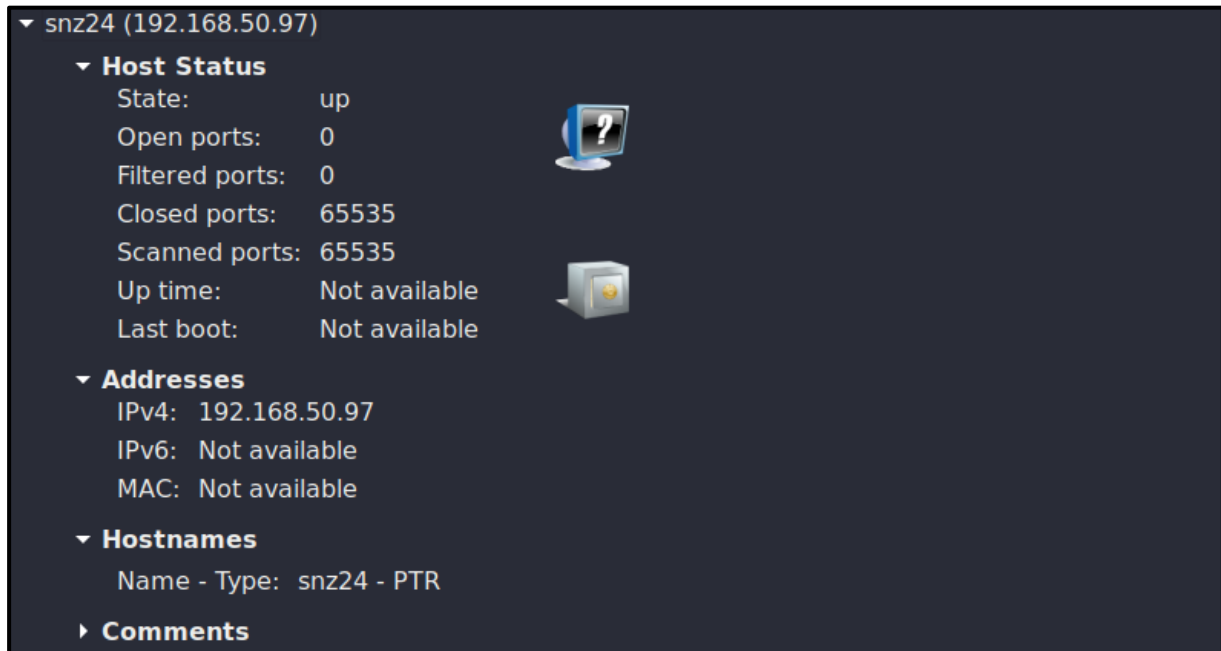 snz24 (192.168.50.97)
Host Status
State: up
Open ports: 0
?
Filtered ports: 0
Closed ports: 65535
Scanned ports: 65535
Up time: Not available
Last boot: Not available
Addresses
IPv4: 192.168.50.97
IPv6: Not available
MAC: Not available
Hostnames
Name - Type: snz24 - PTR
Comments